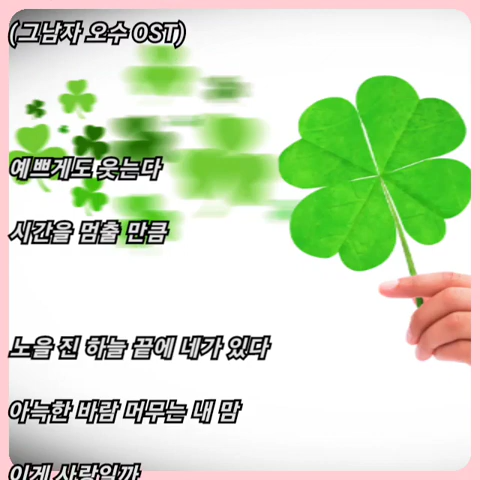 (그남자 오수 OST)
예쁘게도 웃는다
시간을 멈출 만큼
노을 진 하늘 끝에 네가 있다
아늑한 바람 머무는 내 맘
이게 사랑일까